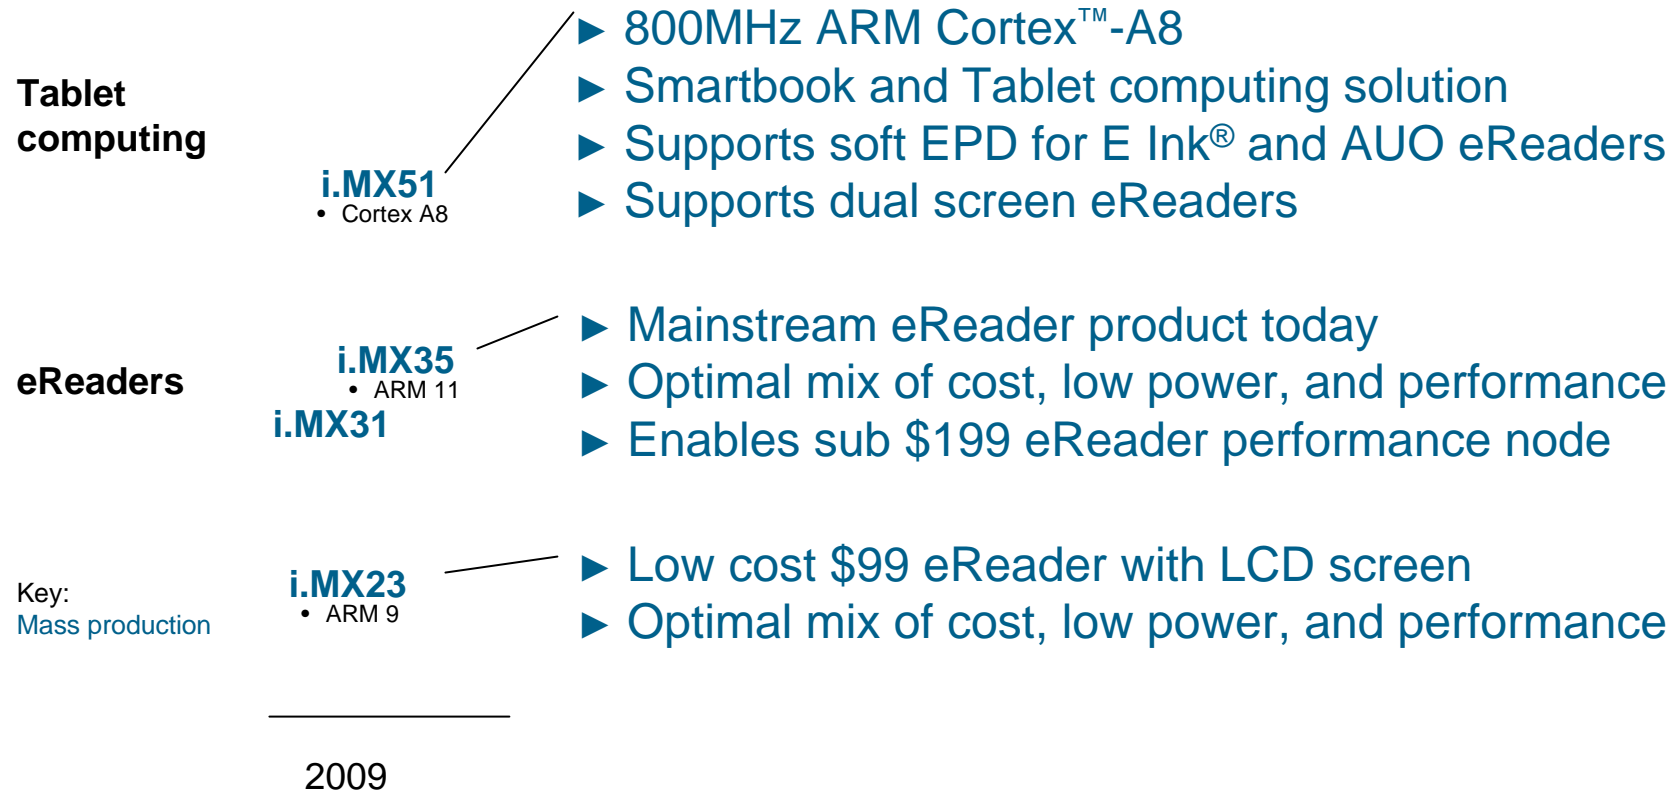 Tablet
computing
i.MX51
• Cortex A8
► 800MHz ARM Cortex™-A8
► Smartbook and Tablet computing solution
► Supports soft EPD for E Ink® and AUO eReaders
► Supports dual screen eReaders
eReaders
i.MX35
• ARM 11
i.MX31
► Mainstream eReader product today
► Optimal mix of cost, low power, and performance
► Enables sub $199 eReader performance node
Key:
Mass production
i.MX23
• ARM 9
► Low cost $99 eReader with LCD screen
► Optimal mix of cost, low power, and performance
2009